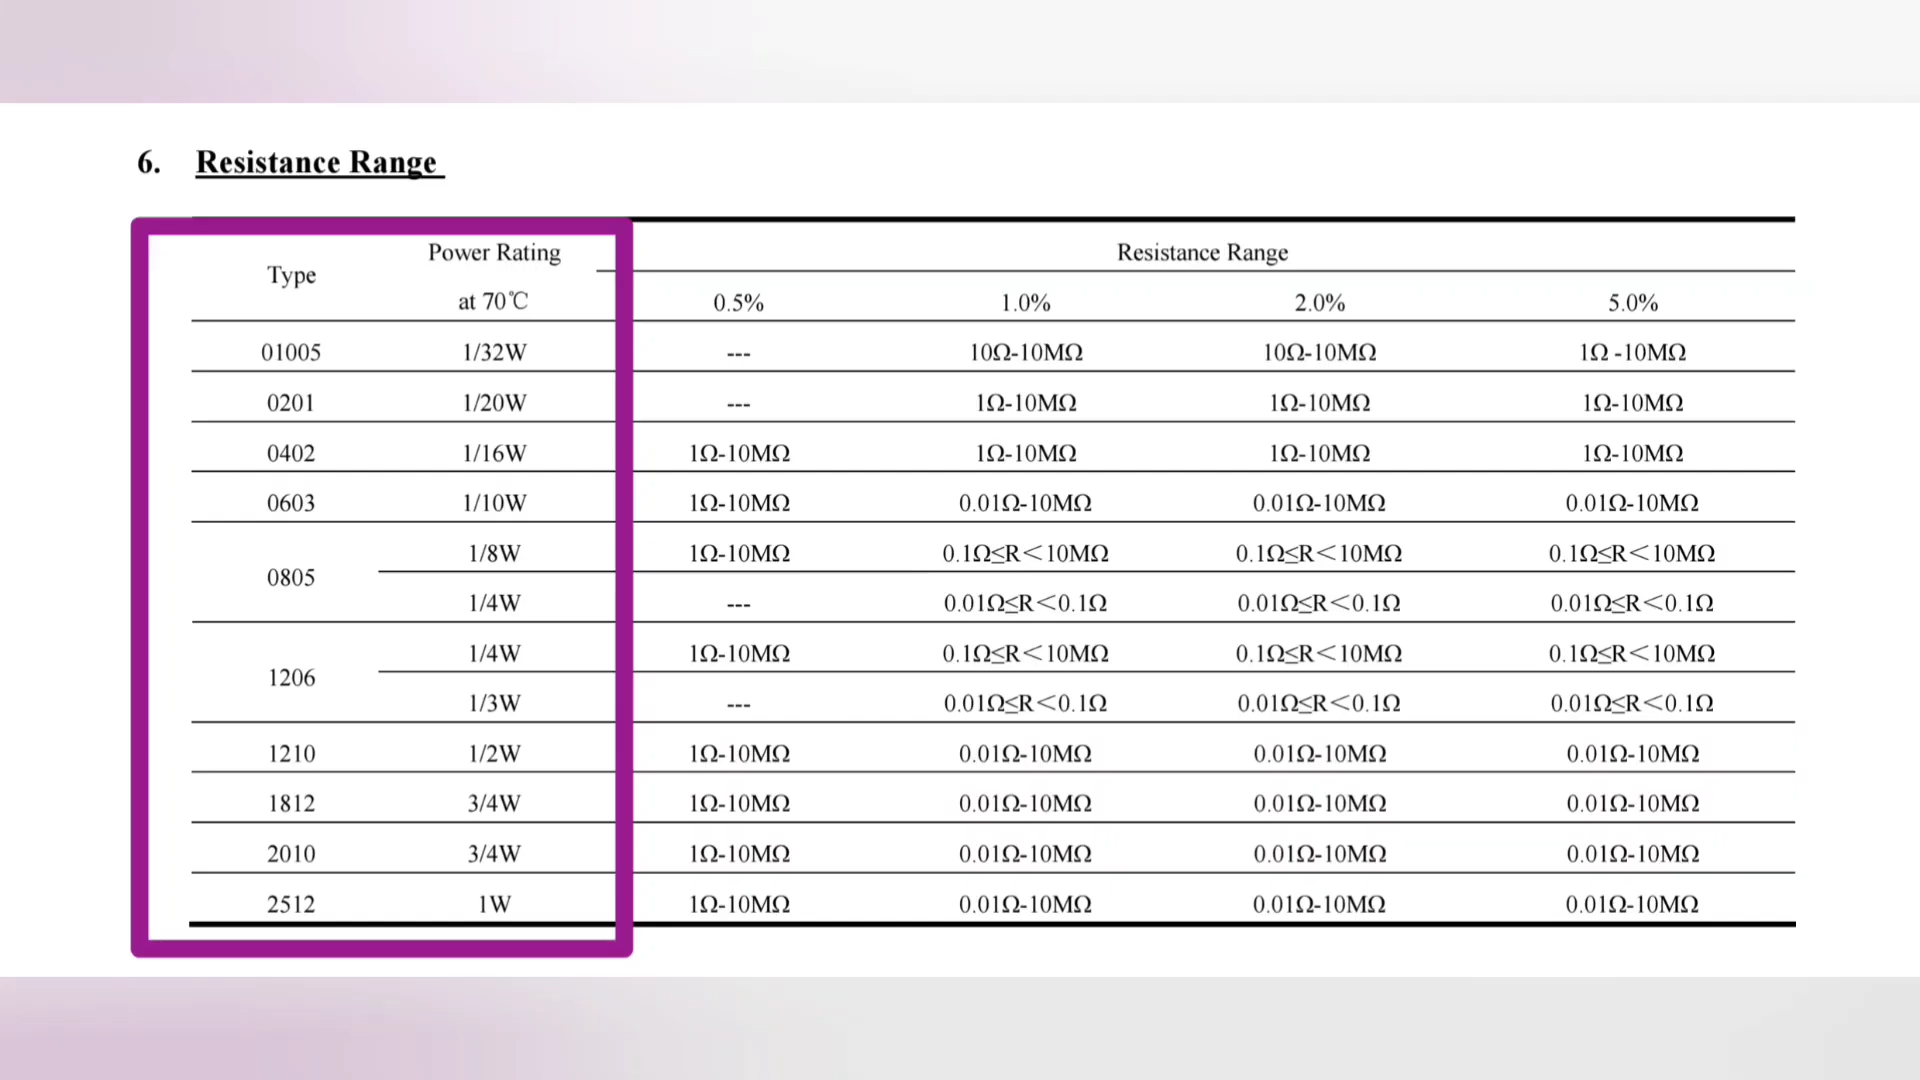 6. Resistance Range
Type Power Rating Resistance Range
at 70℃ 0.5% 1.0% 2.0% 5.0%
01005 1/32W --- 10Ω-10MΩ 10Ω-10MΩ 1Ω -10MΩ
0201 1/20W --- 1Ω-10MΩ 1Ω-10MΩ 1Ω-10MΩ
0402 1/16W 1Ω-10MΩ 1Ω-10MΩ 1Ω-10MΩ 1Ω-10MΩ
0603 1/10W 1Ω-10MΩ 0.01Ω-10MΩ 0.01Ω-10MΩ 0.01Ω-10MΩ
0805 1/8W 1Ω-10MΩ 0.1Ω≤R<10MΩ 0.1Ω≤R<10MΩ 0.1Ω≤R<10MΩ
1/4W --- 0.01Ω≤R<0.1Ω 0.01Ω≤R<0.1Ω 0.01Ω≤R<0.1Ω
1206 1/4W 1Ω-10MΩ 0.1Ω≤R<10MΩ 0.1Ω≤R<10MΩ 0.1Ω≤R<10MΩ
1/3W --- 0.01Ω≤R<0.1Ω 0.01Ω≤R<0.1Ω 0.01Ω≤R<0.1Ω
1210 1/2W 1Ω-10MΩ 0.01Ω-10MΩ 0.01Ω-10MΩ 0.01Ω-10MΩ
1812 3/4W 1Ω-10MΩ 0.01Ω-10MΩ 0.01Ω-10MΩ 0.01Ω-10MΩ
2010 3/4W 1Ω-10MΩ 0.01Ω-10MΩ 0.01Ω-10MΩ 0.01Ω-10MΩ
2512 1W 1Ω-10MΩ 0.01Ω-10MΩ 0.01Ω-10MΩ 0.01Ω-10MΩ